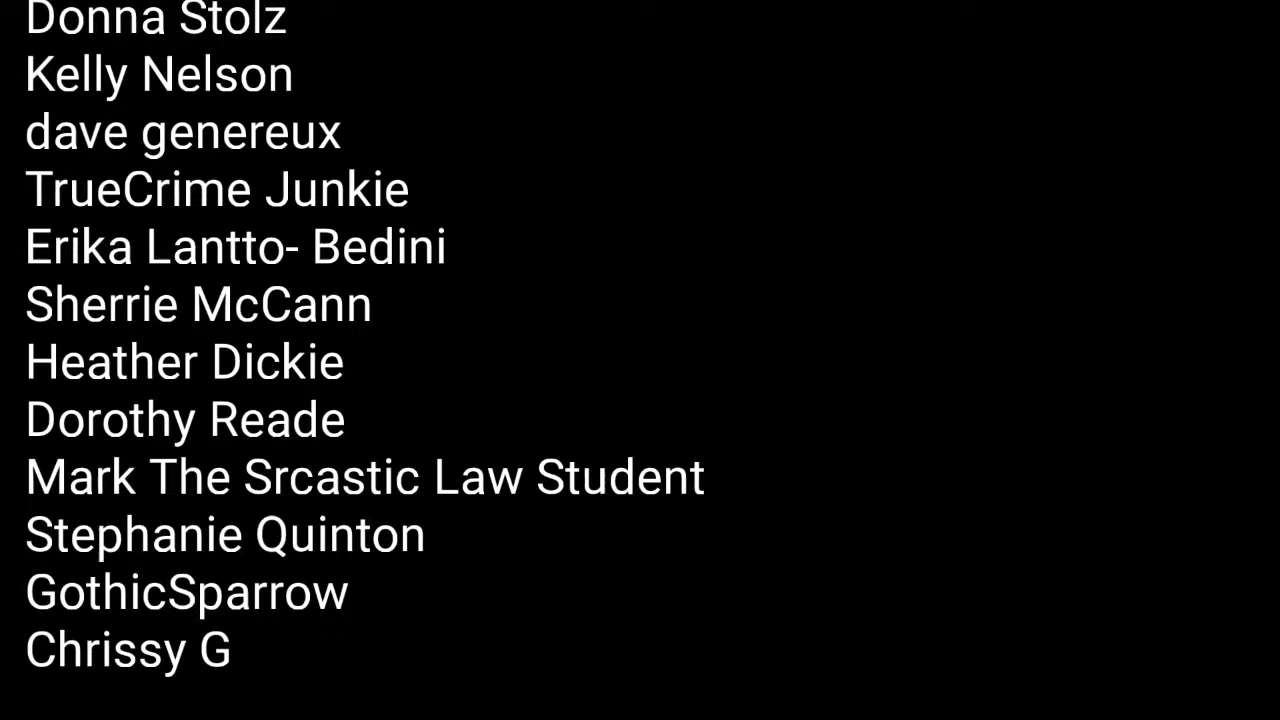 Donna Stolz
Kelly Nelson
dave genereux
TrueCrime Junkie
Erika Lantto- Bedini
Sherrie McCann
Heather Dickie
Dorothy Reade
Mark The Srcastic Law Student
Stephanie Quinton
GothicSparrow
Chrissy G